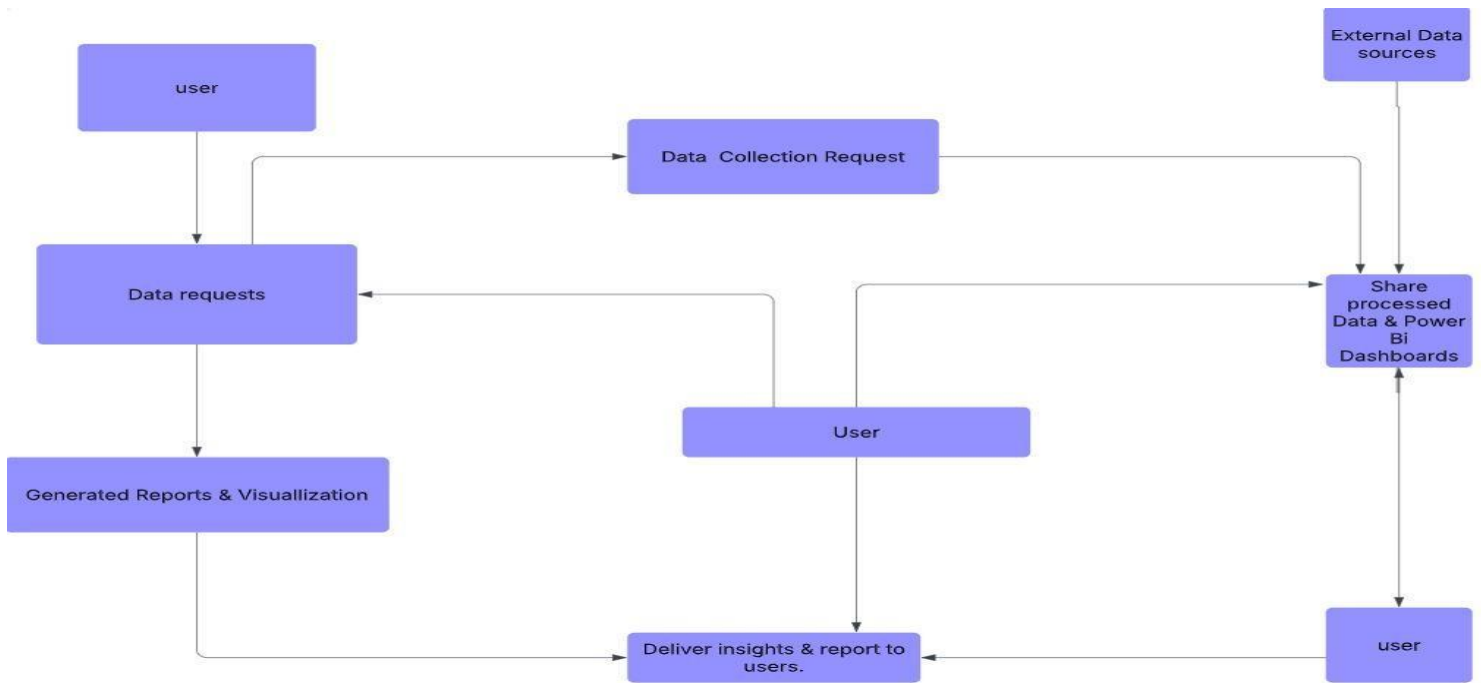 External Data
sources
user
Data Collection Request
Data requests
Share
processed
Data & Power
Bi
Dashboards
User
Generated Reports & Visuallization
Deliver insights & report to
users.
user